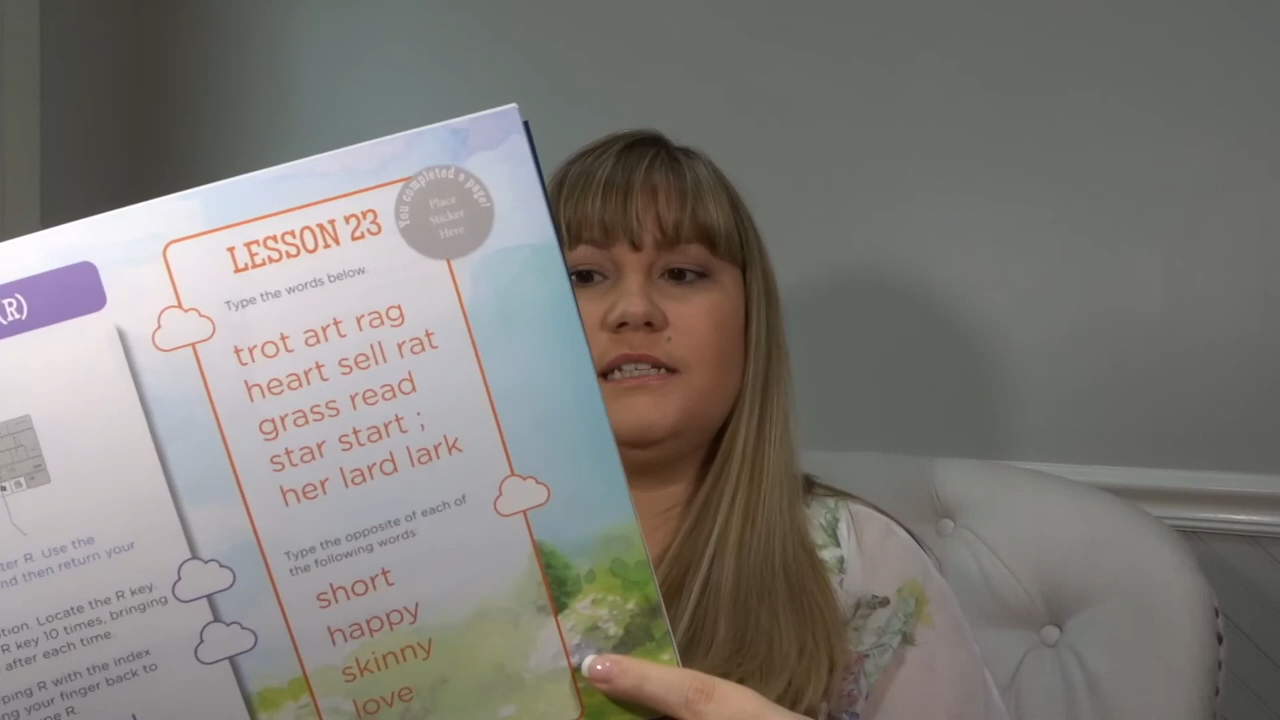 (R)
ter R. Use the
nd then return your
tion. Locate the R key.
R key 10 times, bringing
after each time.
ping R with the index
ng your finger back to
pe R.
LESSON 23
You completed a page!
Place
Sticker
Here
Type the words below.
trot art rag
heart sell rat
grass read
star start ;
her lard lark
Type the opposite of each of
the following words:
short
happy
skinny
love